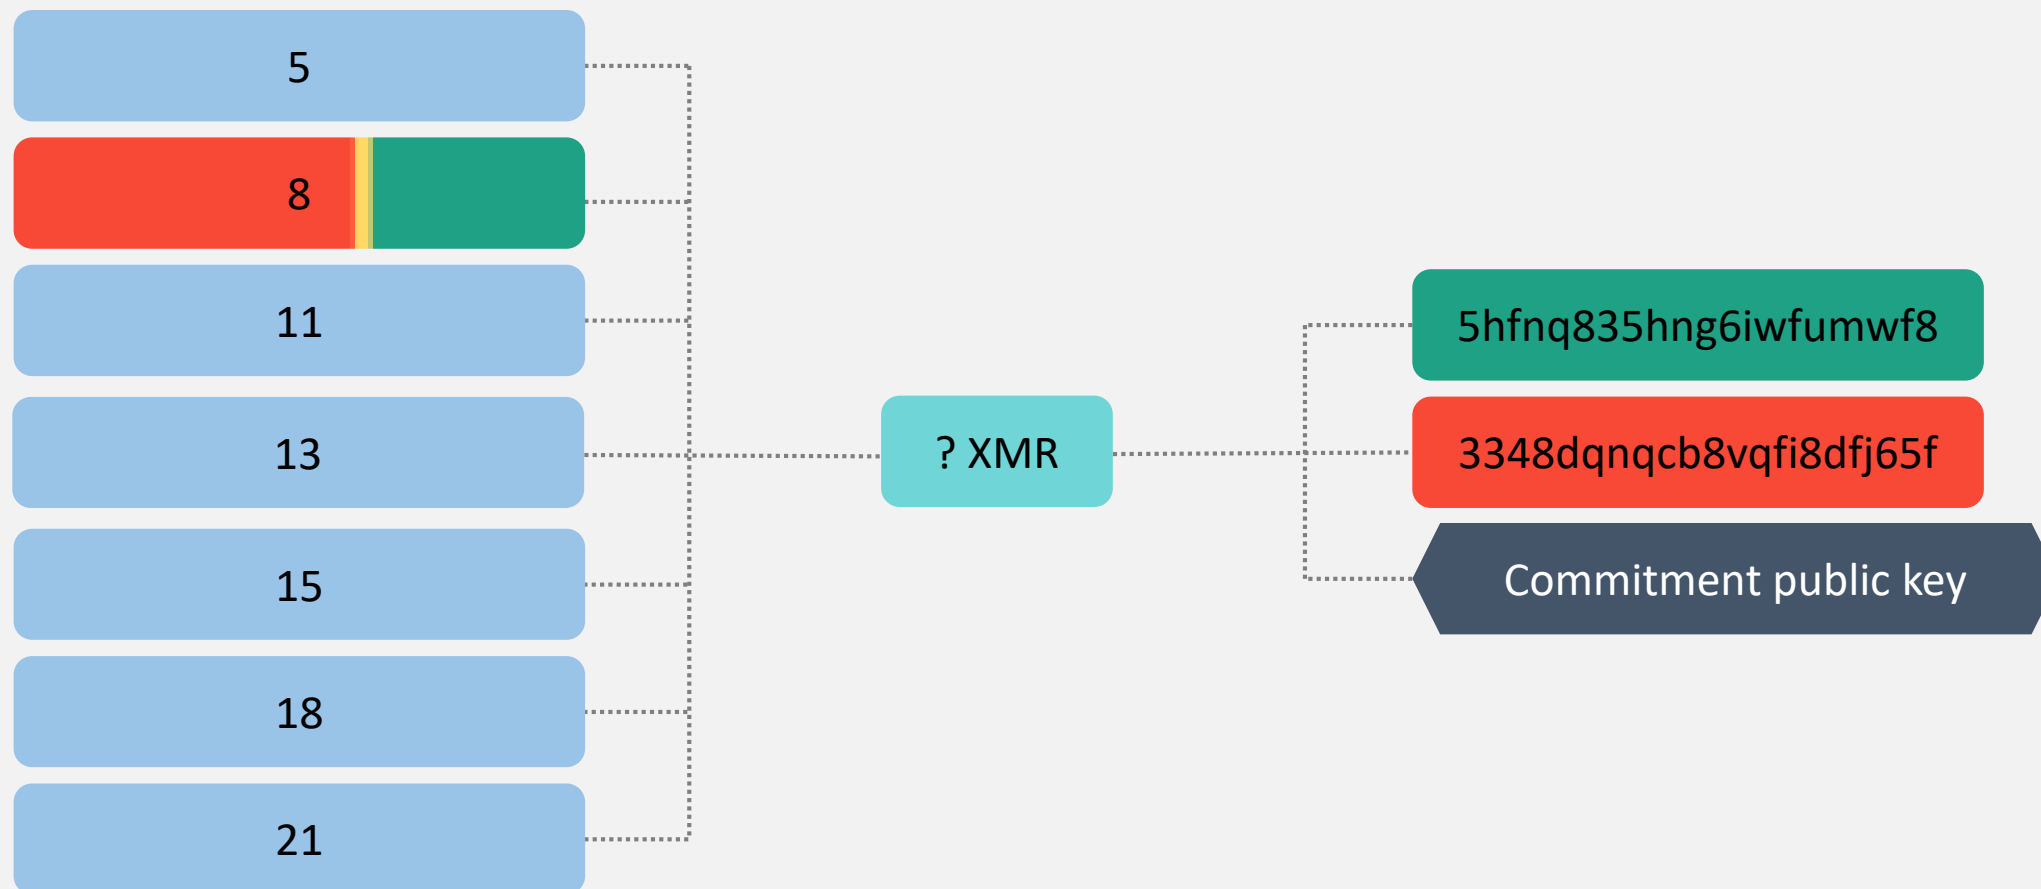 5
8
11
13
15
18
21
? XMR
5hfnq835hng6iwfumwf8
3348dqnqcb8vqfi8dfj65f
Commitment public key